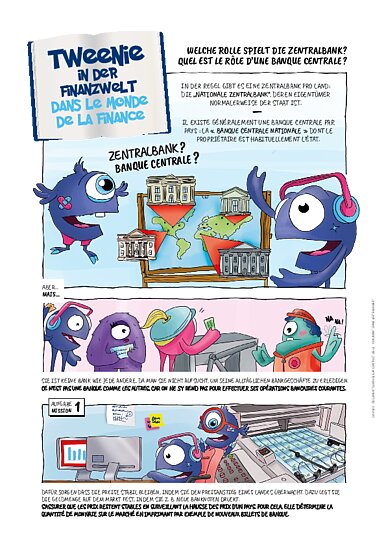 TWEENIE
IN DER
FINANZWELT
DANS LE MONDE
DE LA FINANCE
WELCHE ROLLE SPIELT DIE ZENTRALBANK?
QUEL EST LE RÔLE D'UNE BANQUE CENTRALE?
IN DER REGEL GIBT ES EINE ZENTRALBANK PRO LAND:
DIE „NATIONALE ZENTRALBANK", DEREN EIGENTÜMER
NORMALERWEISE DER STAAT IST.
IL EXISTE GÉNÉRALEMENT UNE BANQUE CENTRALE PAR
PAYS : LA « BANQUE CENTRALE NATIONALE » DONT LE
PROPRIÉTAIRE EST HABITUELLEMENT L'ÉTAT.
ZENTRALBANK?
BANQUE CENTRALE?
ABER...
MAIS...
NA NA!
SIE IST KEINE BANK WIE JEDE ANDERE, DA MAN SIE NICHT AUFSUCHT, UM SEINE ALLTÄGLICHEN BANKGESCHÄFTE ZU ERLEDIGEN.
CE N'EST PAS UNE BANQUE COMME LES AUTRES, CAR ON NE S'Y REND PAS POUR EFFECTUER SES OPÉRATIONS BANCAIRES COURANTES.
AUFGABE
MISSION 1
DAFÜR SORGEN DASS DIE PREISE STABIL BLEIBEN, INDEM SIE DEN PREISANSTIEG EINES LANDES ÜBERWACHT. DAZU LEGT SIE
DIE GELDMENGE AUF DEM MARKT FEST, INDEM SIE Z. B. NEUE BANKNOTEN DRUCKT.
S'ASSURER QUE LES PRIX RESTENT STABLES EN SURVEILLANT LA HAUSSE DES PRIX D'UN PAYS. POUR CELA, ELLE DÉTERMINE LA
QUANTITÉ DE MONNAIE SUR LE MARCHÉ EN IMPRIMANT PAR EXEMPLE DE NOUVEAUX BILLETS DE BANQUE.